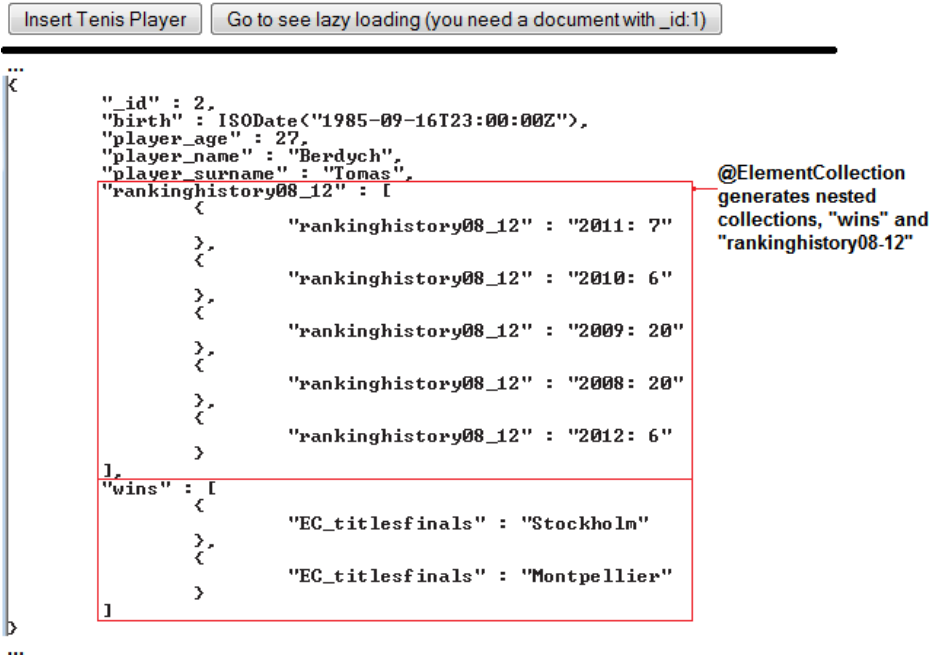 Insert Tenis Player
Go to see lazy loading (you need a document with _id:1)
...
{
"_id" : 2,
"birth" : ISODate("1985-09-16T23:00:00Z"),
"player_age" : 27,
"player_name" : "Berdych",
"player_surname" : "Tomas",
"rankinghistory08_12" : [
{
"rankinghistory08_12" : "2011: 7"
},
{
"rankinghistory08_12" : "2010: 6"
},
{
"rankinghistory08_12" : "2009: 20"
},
{
"rankinghistory08_12" : "2008: 20"
},
{
"rankinghistory08_12" : "2012: 6"
}
],
"wins" : [
{
"EC_titlesfinals" : "Stockholm"
},
{
"EC_titlesfinals" : "Montpellier"
}
]
}
...
@ElementCollection
generates nested
collections, "wins" and
"rankinghistory08-12"